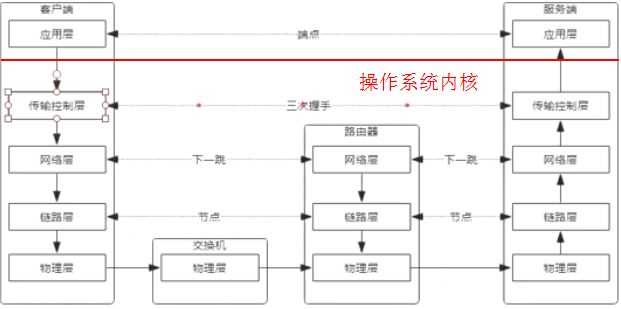 客户端
服务端
应用层
端点
应用层
操作系统内核
传输控制层
三次握手
传输控制层
路由器
网络层
下一跳
网络层
下一跳
网络层
链路层
节点
链路层
节点
链路层
交换机
物理层
物理层
物理层
物理层